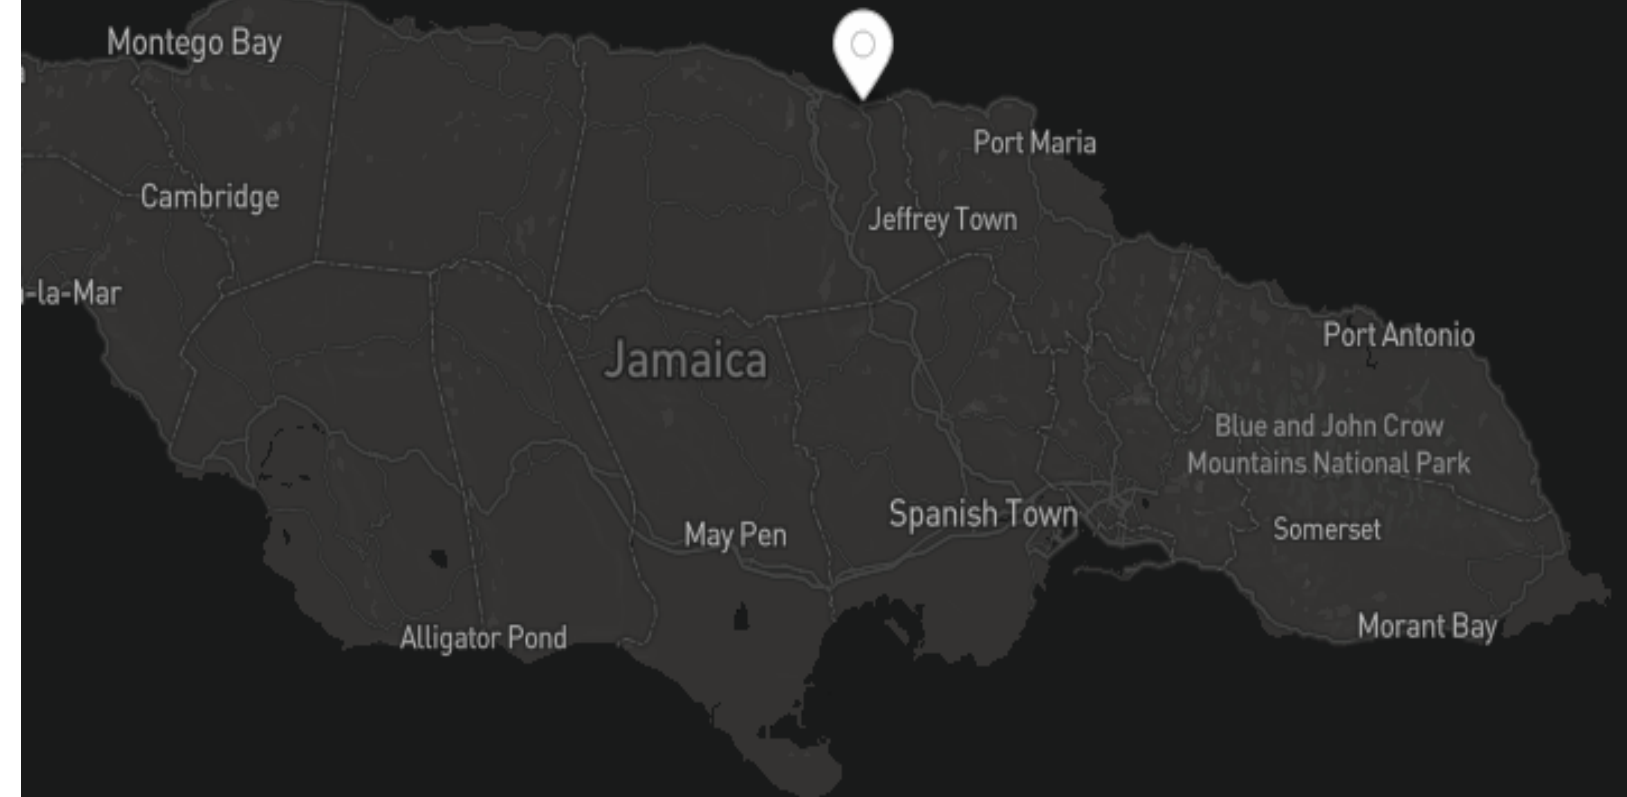 Montego Bay
Port Maria
Cambridge
Jeffrey Town
-la-Mar
Port Antonio
Jamaica
Blue and John Crow
Mountains National Park
Spanish Town
Somerset
May Pen
Morant Bay
Alligator Pond